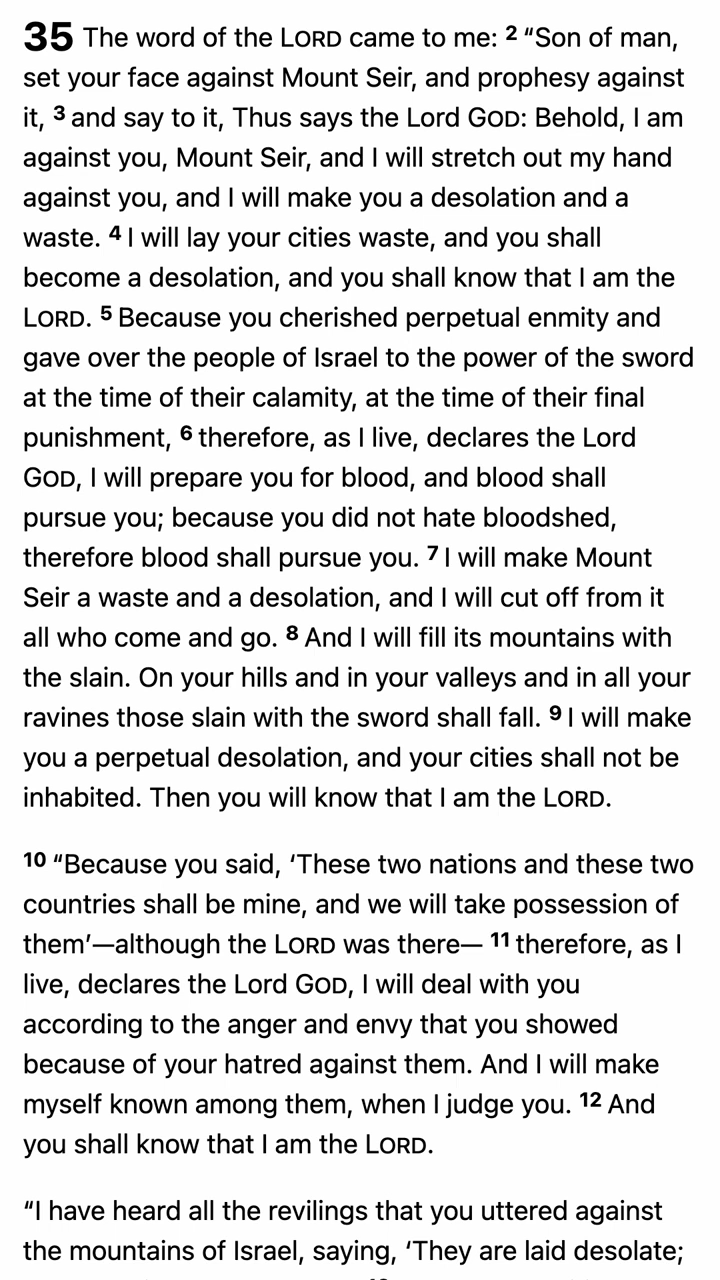 35 The word of the LORD came to me: 2 “Son of man,
set your face against Mount Seir, and prophesy against
it, 3 and say to it, Thus says the Lord GOD: Behold, I am
against you, Mount Seir, and I will stretch out my hand
against you, and I will make you a desolation and a
waste. 4 I will lay your cities waste, and you shall
become a desolation, and you shall know that I am the
LORD. 5 Because you cherished perpetual enmity and
gave over the people of Israel to the power of the sword
at the time of their calamity, at the time of their final
punishment, 6 therefore, as I live, declares the Lord
GOD, I will prepare you for blood, and blood shall
pursue you; because you did not hate bloodshed,
therefore blood shall pursue you. 7 I will make Mount
Seir a waste and a desolation, and I will cut off from it
all who come and go. 8 And I will fill its mountains with
the slain. On your hills and in your valleys and in all your
ravines those slain with the sword shall fall. 9 I will make
you a perpetual desolation, and your cities shall not be
inhabited. Then you will know that I am the LORD.
10 “Because you said, ‘These two nations and these two
countries shall be mine, and we will take possession of
them’—although the LORD was there— 11 therefore, as I
live, declares the Lord GOD, I will deal with you
according to the anger and envy that you showed
because of your hatred against them. And I will make
myself known among them, when I judge you. 12 And
you shall know that I am the LORD.
“I have heard all the revilings that you uttered against
the mountains of Israel, saying, ‘They are laid desolate;